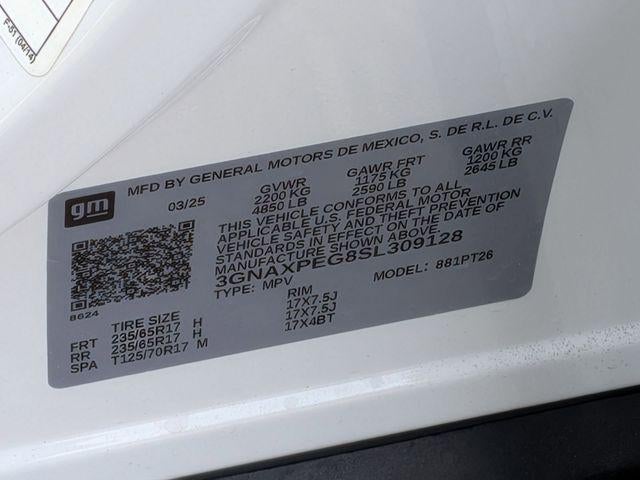 F-51 (04/14)
gm
MFD BY GENERAL MOTORS DE MEXICO, S. DE R.L. DE C.V.
03/25 GVWR GAWR FRT GAWR RR
2200 KG 1175 KG 1200 KG
4850 LB 2590 LB 2645 LB
THIS VEHICLE CONFORMS TO ALL
APPLICABLE U.S. FEDERAL MOTOR
VEHICLE SAFETY AND THEFT PREVENTION
STANDARDS IN EFFECT ON THE DATE OF
MANUFACTURE SHOWN ABOVE.
3GNAXPEG8SL309128
TYPE: MPV MODEL: 881PT26
8624
TIRE SIZE RIM
FRT 235/65R17 H 17X7.5J
RR 235/65R17 H 17X7.5J
SPA T125/70R17 M 17X4BT